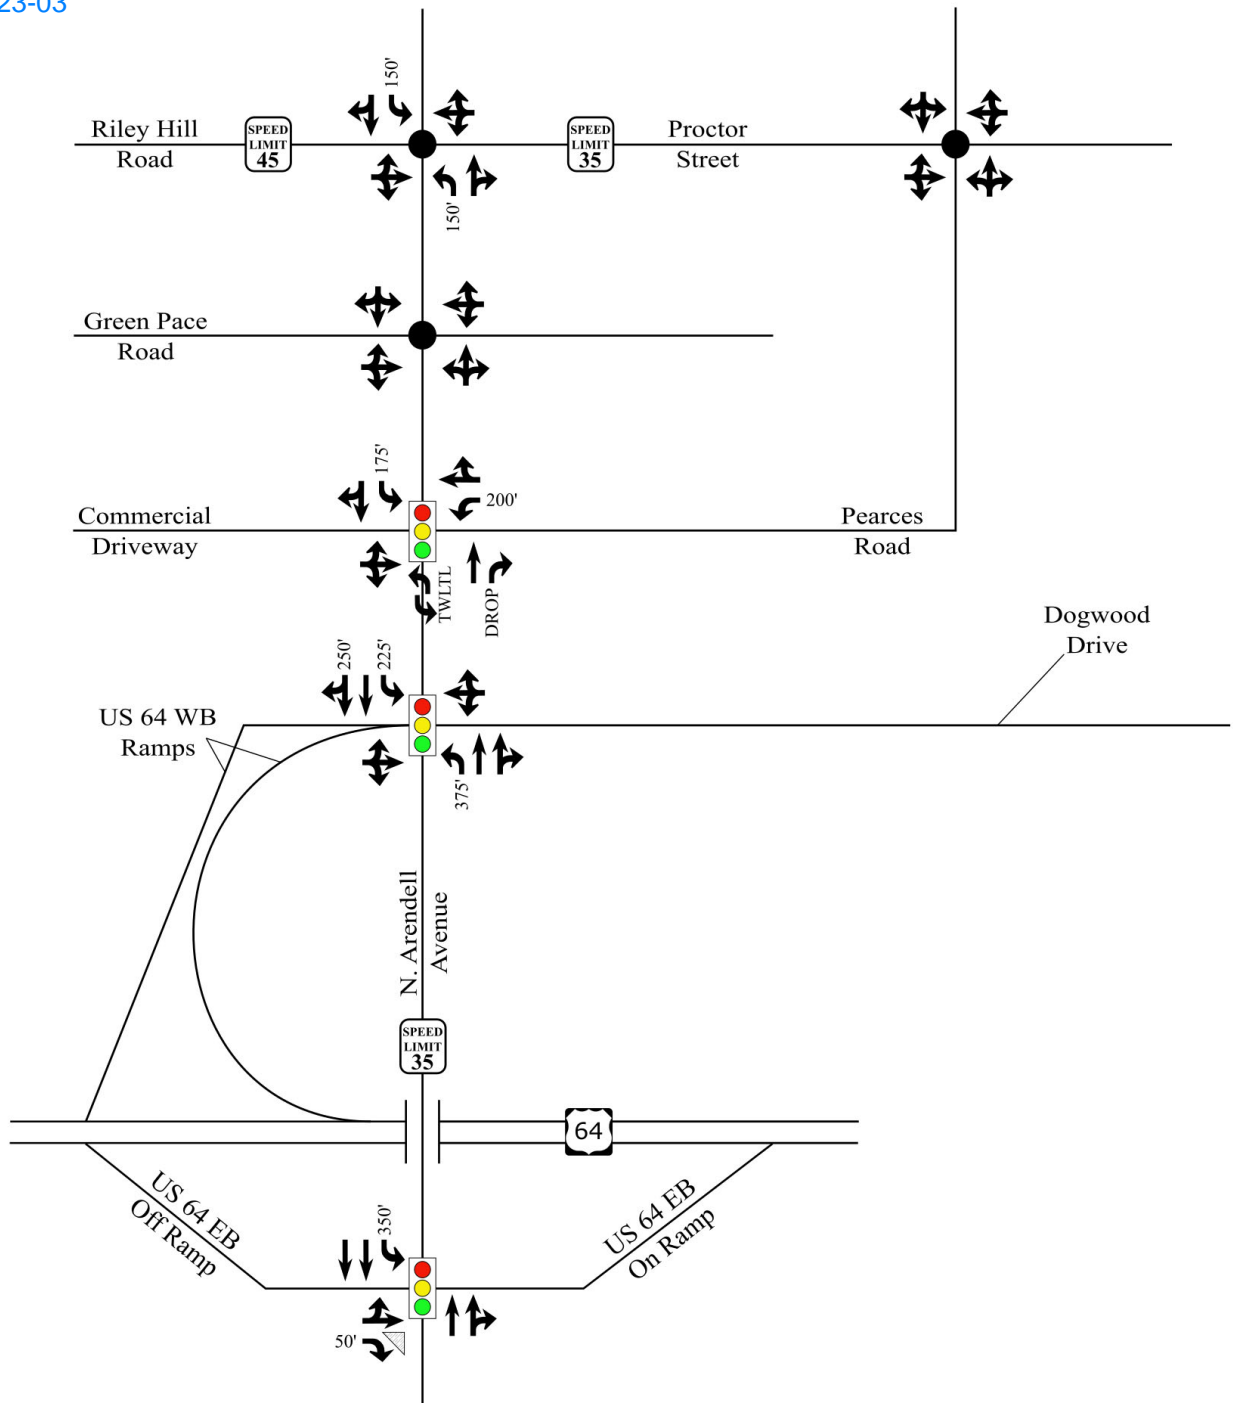 23-03
150'
Riley Hill
Road
SPEED
LIMIT
45
SPEED
LIMIT
35
Proctor
Street
150'
Green Pace
Road
175'
200'
Commercial
Driveway
Pearces
Road
TWLTL
DROP
Dogwood
Drive
250'
225'
US 64 WB
Ramps
375'
N. Arendell
Avenue
SPEED
LIMIT
35
64
US 64 EB
Off Ramp
350'
US 64 EB
On Ramp
50'